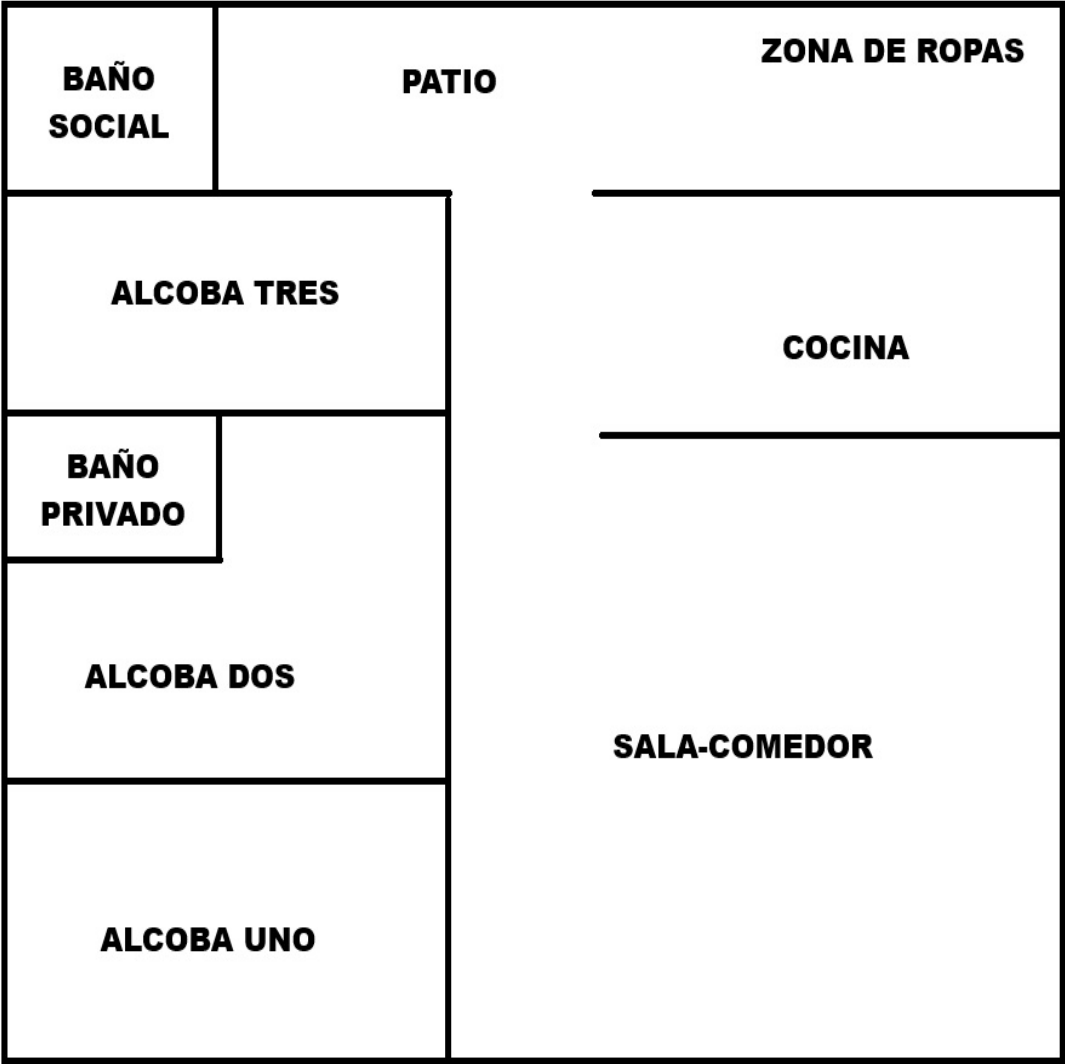 BAÑO
SOCIAL
PATIO
ZONA DE ROPAS
ALCOBA TRES
COCINA
BAÑO
PRIVADO
ALCOBA DOS
SALA-COMEDOR
ALCOBA UNO